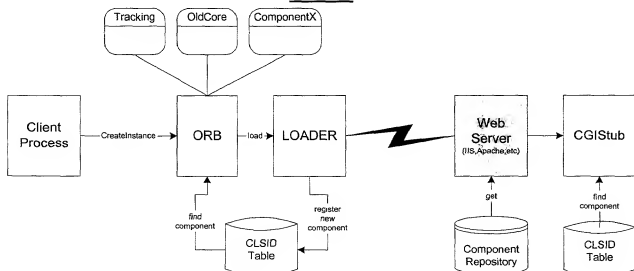 Tracking
OldCore
ComponentX
Client
Process
CreateInstance
ORB
load
LOADER
Web
Server
(IIS,Apache,etc)
CGIStub
find
component
register
new
component
CLSID
Table
get
Component
Repository
find
component
CLSID
Table